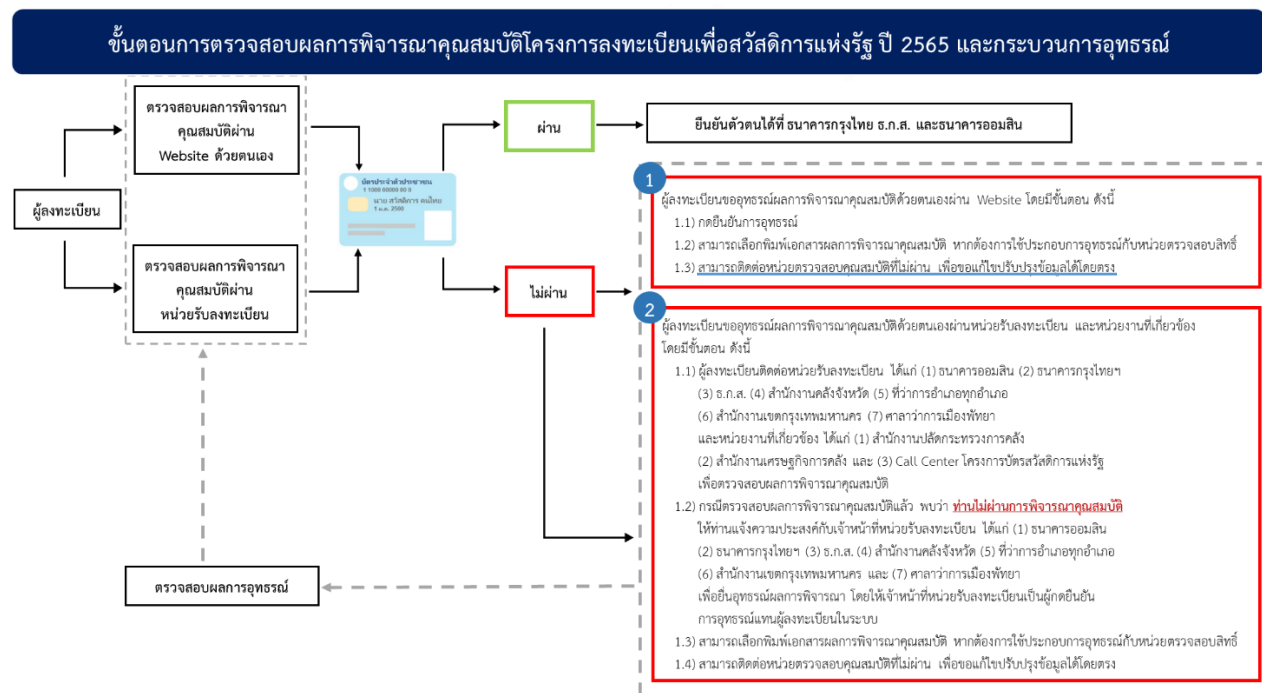 ขั้นตอนการตรวจสอบผลการพิจารณาคุณสมบัติโครงการลงทะเบียนเพื่อสวัสดิการแห่งรัฐ ปี 2565 และกระบวนการอุทธรณ์
ผู้ลงทะเบียน
ตรวจสอบผลการพิจารณา
คุณสมบัติผ่าน
Website ด้วยตนเอง
ตรวจสอบผลการพิจารณา
คุณสมบัติผ่าน
หน่วยรับลงทะเบียน
บัตรประจำตัวประชาชน
1 1000 00000 00 0
นาย สวัสดิการ คนไทย
1 ม.ค. 2500
ผ่าน
ยืนยันตัวตนได้ที่ ธนาคารกรุงไทย ธ.ก.ส. และธนาคารออมสิน
ไม่ผ่าน
1
ผู้ลงทะเบียนขออุทธรณ์ผลการพิจารณาคุณสมบัติด้วยตนเองผ่าน Website โดยมีขั้นตอน ดังนี้
1.1) กดยืนยันการอุทธรณ์
1.2) สามารถเลือกพิมพ์เอกสารผลการพิจารณาคุณสมบัติ หากต้องการใช้ประกอบการอุทธรณ์กับหน่วยตรวจสอบสิทธิ์
1.3) สามารถติดต่อหน่วยตรวจสอบคุณสมบัติที่ไม่ผ่าน เพื่อขอแก้ไขปรับปรุงข้อมูลได้โดยตรง
2
ผู้ลงทะเบียนขออุทธรณ์ผลการพิจารณาคุณสมบัติด้วยตนเองผ่านหน่วยรับลงทะเบียน และหน่วยงานที่เกี่ยวข้อง
โดยมีขั้นตอน ดังนี้
1.1) ผู้ลงทะเบียนติดต่อหน่วยรับลงทะเบียน ได้แก่ (1) ธนาคารออมสิน (2) ธนาคารกรุงไทยฯ
(3) ธ.ก.ส. (4) สำนักงานคลังจังหวัด (5) ที่ว่าการอำเภอทุกอำเภอ
(6) สำนักงานเขตกรุงเทพมหานคร (7) ศาลาว่าการเมืองพัทยา
และหน่วยงานที่เกี่ยวข้อง ได้แก่ (1) สำนักงานปลัดกระทรวงการคลัง
(2) สำนักงานเศรษฐกิจการคลัง และ (3) Call Center โครงการบัตรสวัสดิการแห่งรัฐ
เพื่อตรวจสอบผลการพิจารณาคุณสมบัติ
1.2) กรณีตรวจสอบผลการพิจารณาคุณสมบัติแล้ว พบว่า ท่านไม่ผ่านการพิจารณาคุณสมบัติ
ให้ท่านแจ้งความประสงค์กับเจ้าหน้าที่หน่วยรับลงทะเบียน ได้แก่ (1) ธนาคารออมสิน
(2) ธนาคารกรุงไทยฯ (3) ธ.ก.ส. (4) สำนักงานคลังจังหวัด (5) ที่ว่าการอำเภอทุกอำเภอ
(6) สำนักงานเขตกรุงเทพมหานคร และ (7) ศาลาว่าการเมืองพัทยา
เพื่อยื่นอุทธรณ์ผลการพิจารณา โดยให้เจ้าหน้าที่หน่วยรับลงทะเบียนเป็นผู้กดยืนยัน
การอุทธรณ์แทนผู้ลงทะเบียนในระบบ
1.3) สามารถเลือกพิมพ์เอกสารผลการพิจารณาคุณสมบัติ หากต้องการใช้ประกอบการอุทธรณ์กับหน่วยตรวจสอบสิทธิ์
1.4) สามารถติดต่อหน่วยตรวจสอบคุณสมบัติที่ไม่ผ่าน เพื่อขอแก้ไขปรับปรุงข้อมูลได้โดยตรง
ตรวจสอบผลการอุทธรณ์